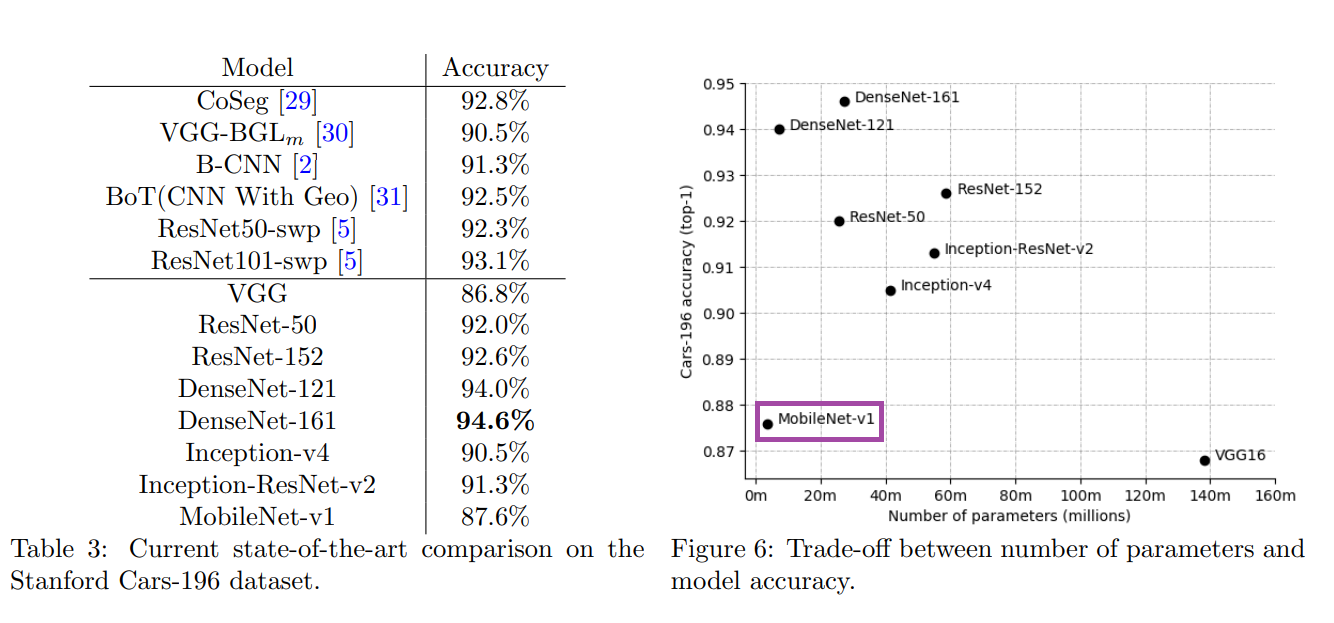 Model Accuracy
CoSeg [29] 92.8%
VGG-BGLm [30] 90.5%
B-CNN [2] 91.3%
BoT(CNN With Geo) [31] 92.5%
ResNet50-swp [5] 92.3%
ResNet101-swp [5] 93.1%
VGG 86.8%
ResNet-50 92.0%
ResNet-152 92.6%
DenseNet-121 94.0%
DenseNet-161 94.6%
Inception-v4 90.5%
Inception-ResNet-v2 91.3%
MobileNet-v1 87.6%
Table 3: Current state-of-the-art comparison on the
Stanford Cars-196 dataset.
Cars-196 accuracy (top-1)
0.95
0.94
0.93
0.92
0.91
0.90
0.89
0.88
0.87
DenseNet-161
DenseNet-121
ResNet-152
ResNet-50
Inception-ResNet-v2
Inception-v4
MobileNet-v1
VGG16
0m 20m 40m 60m 80m 100m 120m 140m 160m
Number of parameters (millions)
Figure 6: Trade-off between number of parameters and
model accuracy.